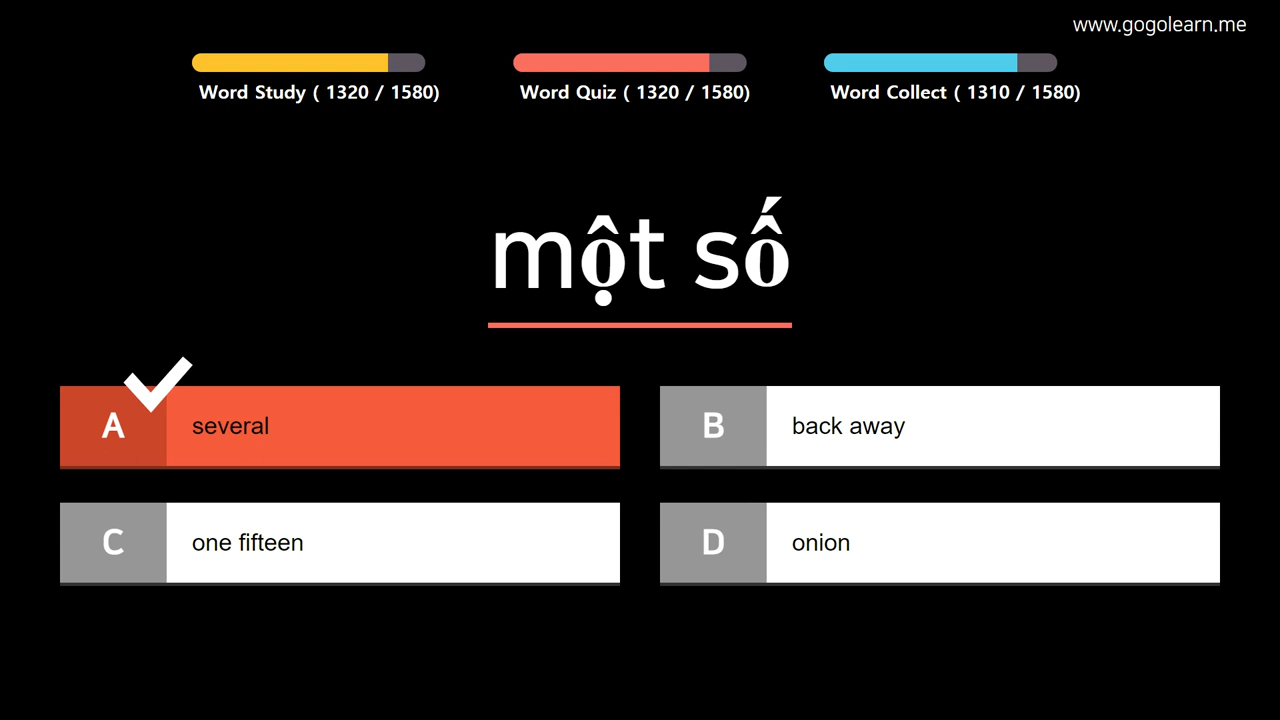 www.gogolearn.me
Word Study ( 1320 / 1580)
Word Quiz ( 1320 / 1580)
Word Collect ( 1310 / 1580)
một số
A several
B back away
C one fifteen
D onion